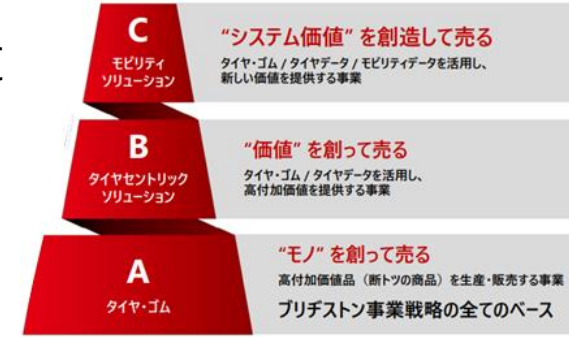 C
モビリティ
ソリューション
“システム価値” を創造して売る
タイヤ・ゴム / タイヤデータ / モビリティデータを活用し、
新しい価値を提供する事業
B
タイヤセントリック
ソリューション
“価値” を創って売る
タイヤ・ゴム / タイヤデータを活用し、
高付加価値を提供する事業
A
タイヤ・ゴム
“モノ” を創って売る
高付加価値品（断トツの商品）を生産・販売する事業
ブリヂストン事業戦略の全てのベース